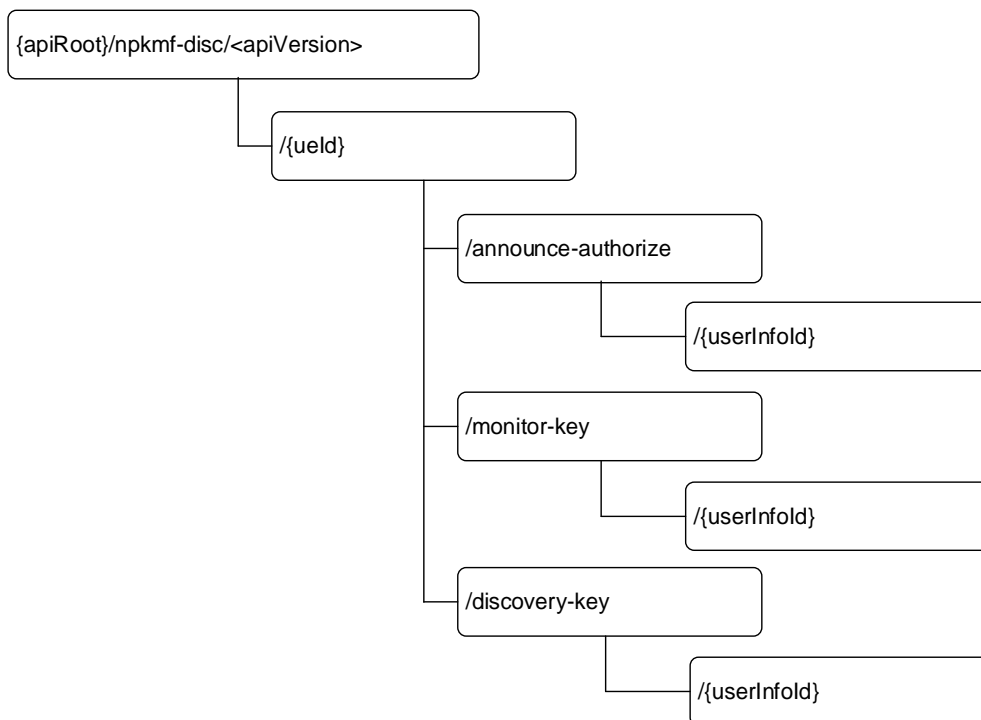 {apiRoot}/npkmf-disc/<apiVersion>
/{ueId}
/announce-authorize
/{userInfoId}
/monitor-key
/{userInfoId}
/discovery-key
/{userInfoId}